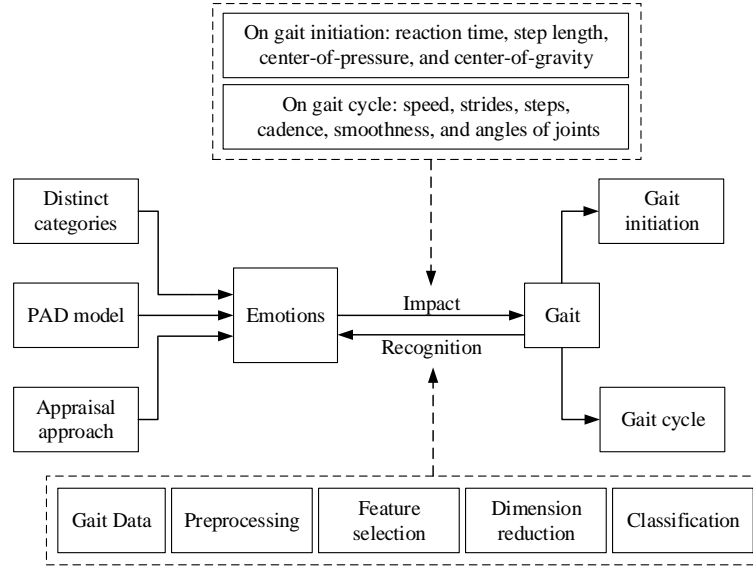 On gait initiation: reaction time, step length,
center-of-pressure, and center-of-gravity
On gait cycle: speed, strides, steps,
cadence, smoothness, and angles of joints
Distinct
categories
Gait
initiation
PAD model
Emotions
Impact
Recognition
Gait
Appraisal
approach
Gait cycle
Gait Data
Preprocessing
Feature
selection
Dimension
reduction
Classification